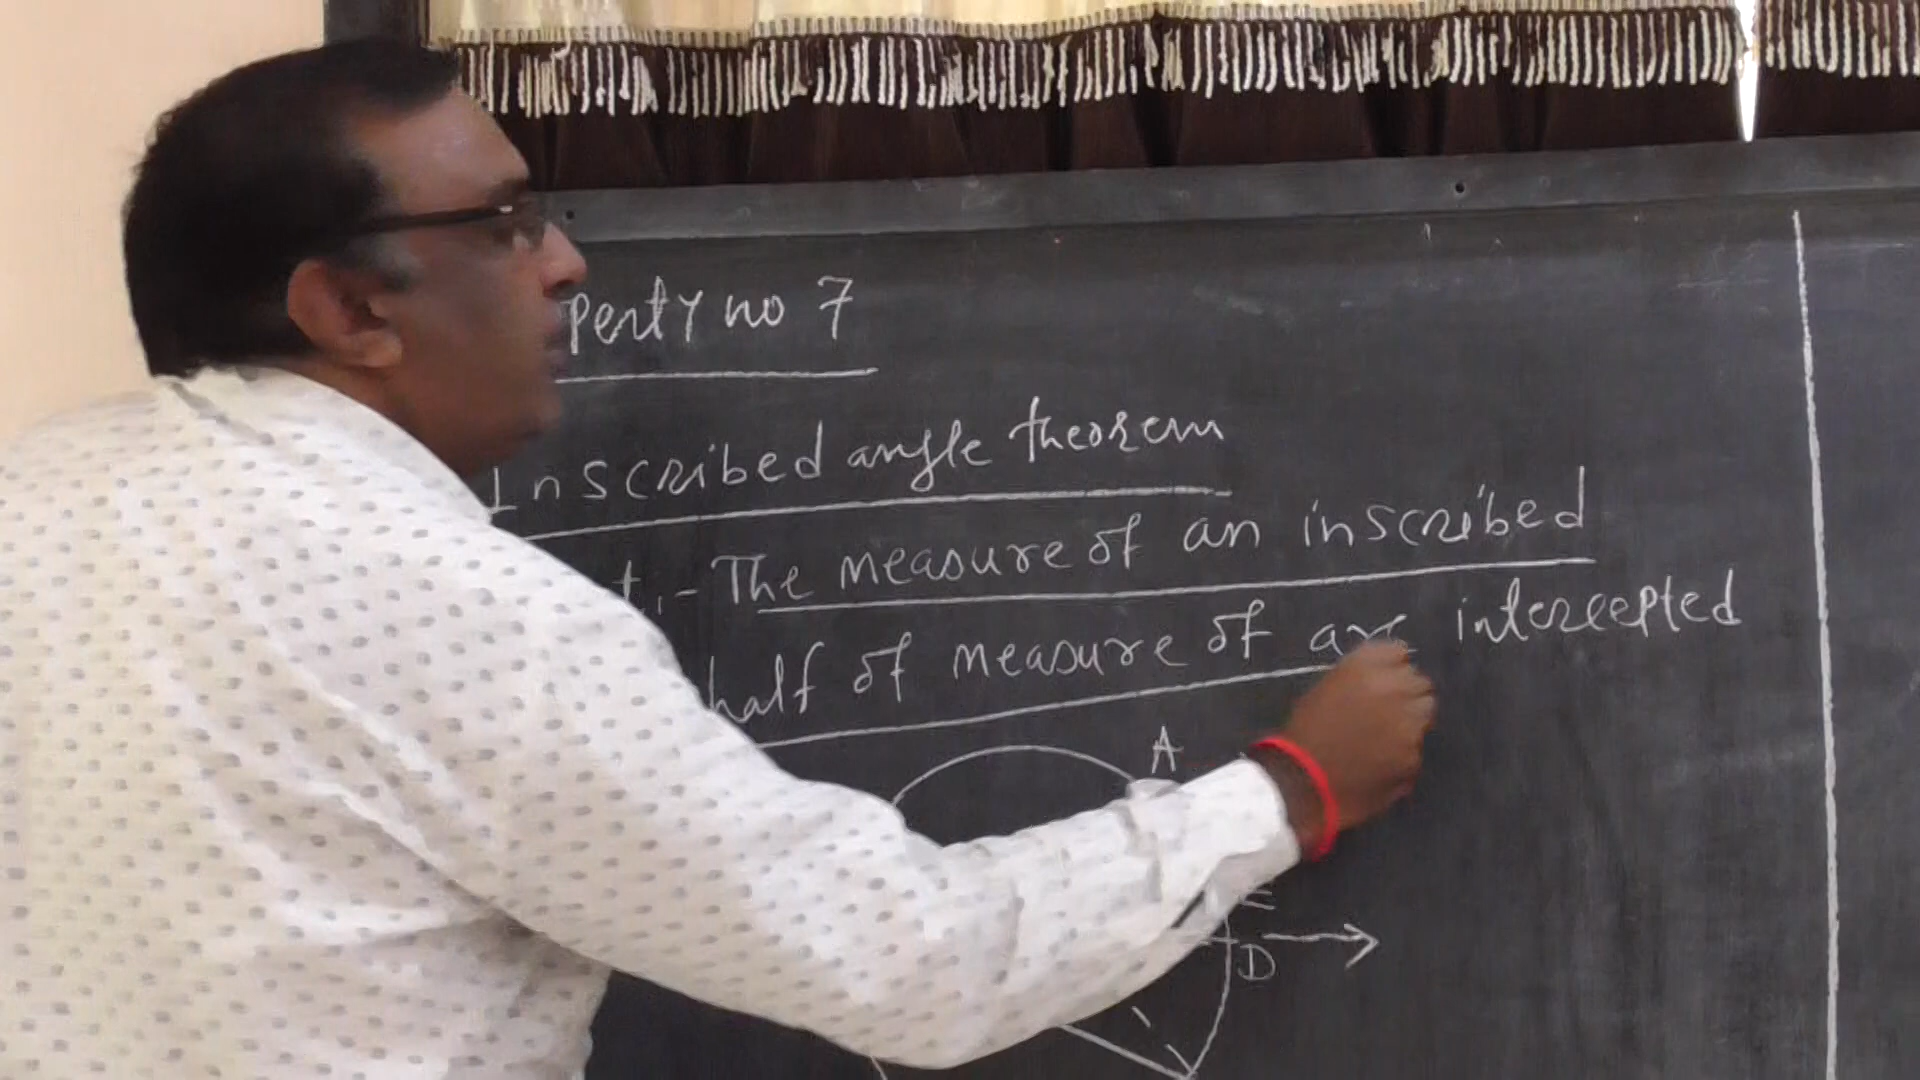 perty no 7
Inscribed angle theorem
t:- The measure of an inscribed
half of measure of arc intercepted
A
E
D